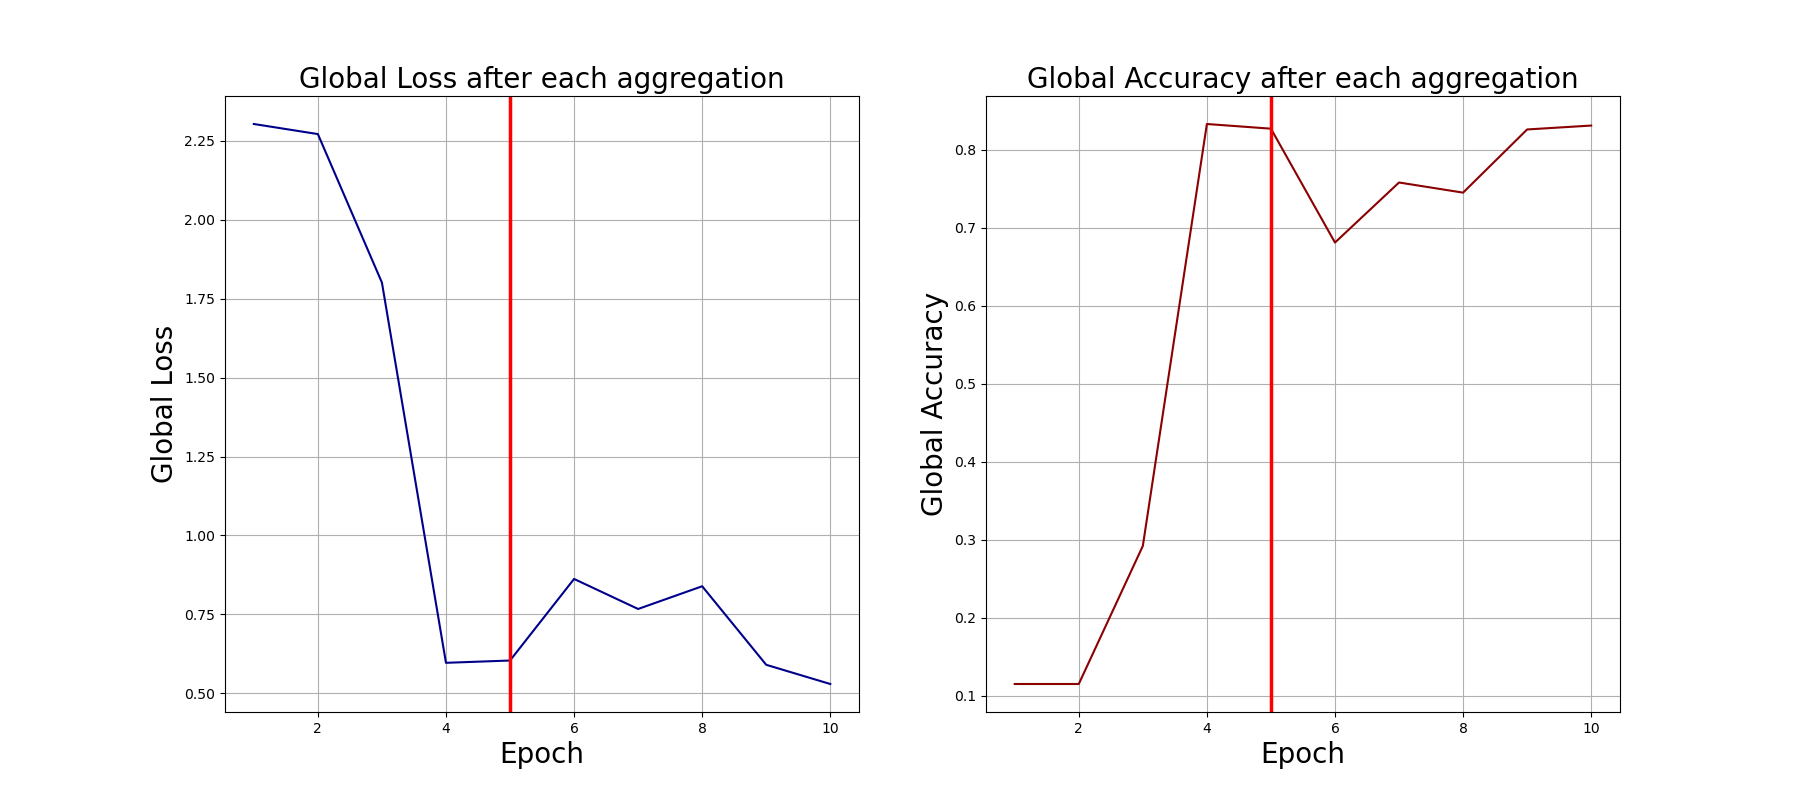 Global Loss after each aggregation
2.25
2.00
1.75
1.50
1.25
1.00
0.75
0.50
Global Loss
2 4 6 8 10
Epoch
Global Accuracy after each aggregation
0.8
0.7
0.6
0.5
0.4
0.3
0.2
0.1
Global Accuracy
2 4 6 8 10
Epoch